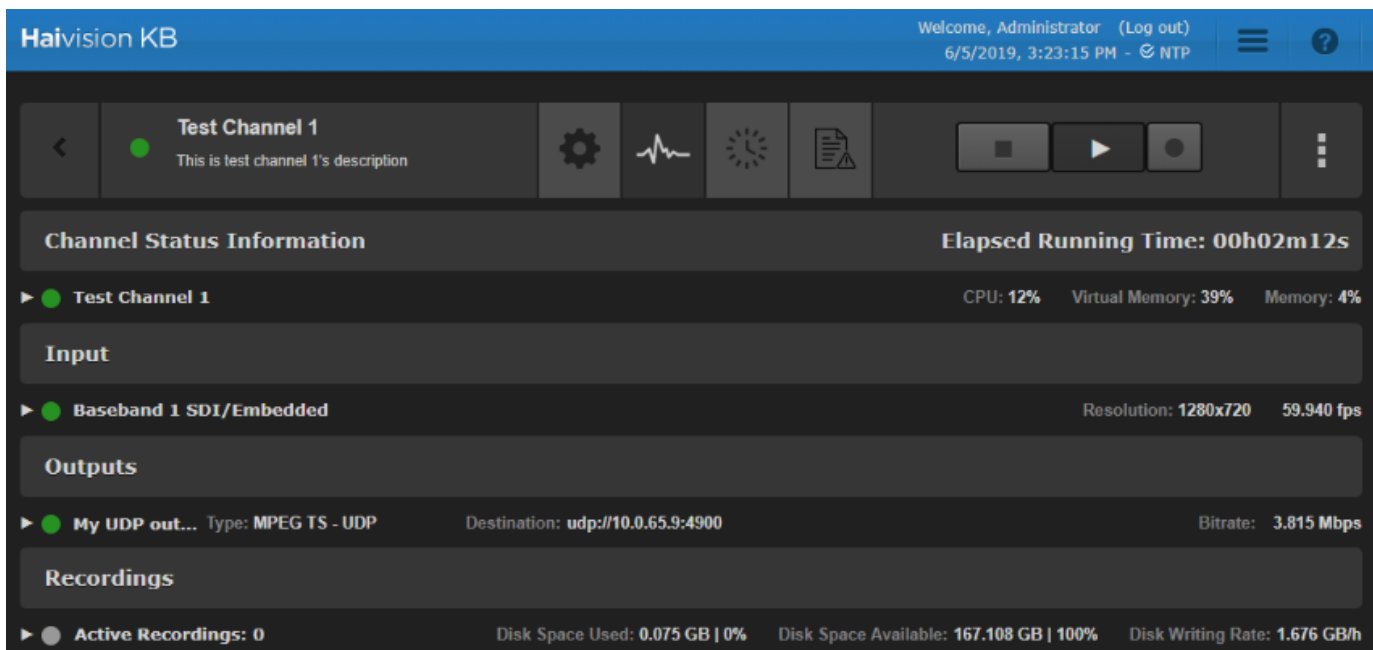 Haivision KB
Welcome, Administrator (Log out)
6/5/2019, 3:23:15 PM - NTP
Test Channel 1
This is test channel 1's description
Channel Status Information Elapsed Running Time: 00h02m12s
Test Channel 1 CPU: 12% Virtual Memory: 39% Memory: 4%
Input
Baseband 1 SDI/Embedded Resolution: 1280x720 59.940 fps
Outputs
My UDP out... Type: MPEG TS - UDP Destination: udp://10.0.65.9:4900 Bitrate: 3.815 Mbps
Recordings
Active Recordings: 0 Disk Space Used: 0.075 GB | 0% Disk Space Available: 167.108 GB | 100% Disk Writing Rate: 1.676 GB/h